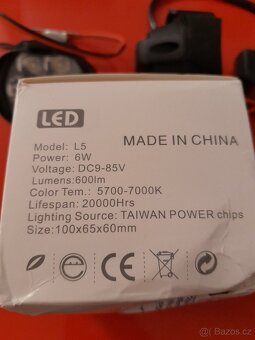 LED
MADE IN CHINA
Model: L5
Power: 6W
Voltage: DC9-85V
Lumens:600lm
Color Tem.: 5700-7000K
Lifespan: 20000Hrs
Lighting Source: TAIWAN POWER chips
Size:100x65x60mm
CE
bazos.cz